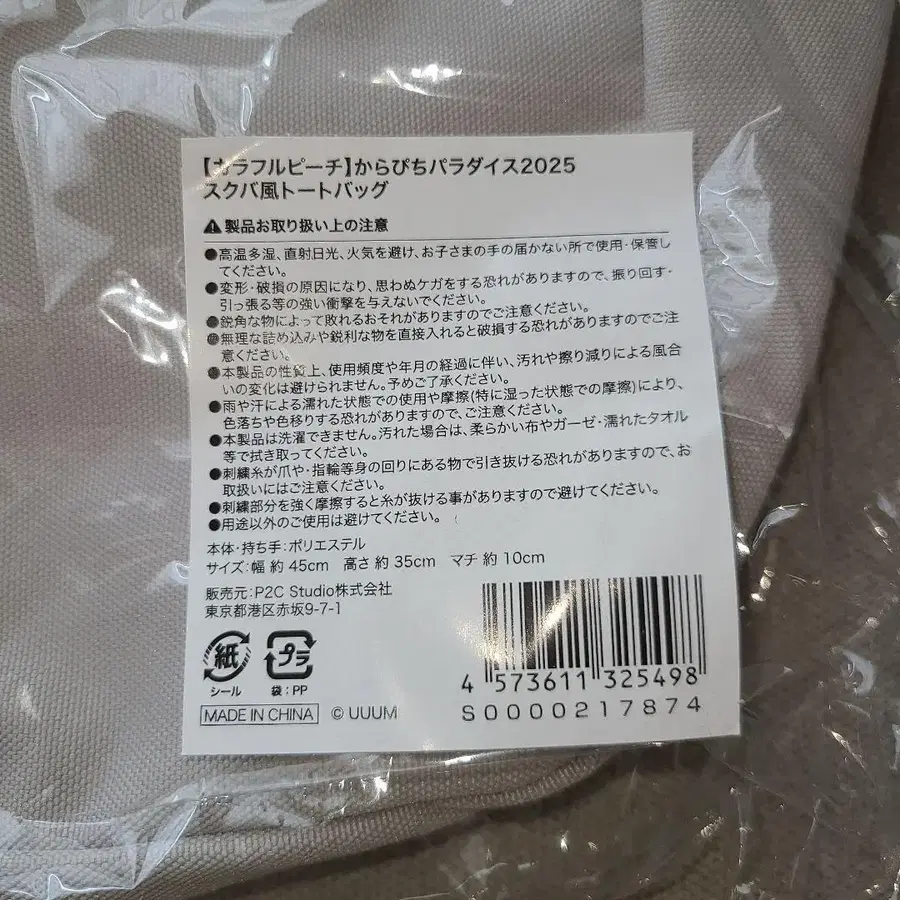 【カラフルピーチ】からぴちパラダイス2025
スクバ風トートバッグ
⚠製品お取り扱い上の注意
●高温多湿、直射日光、火気を避け、お子さまの手の届かない所で使用・保管し
てください。
●変形・破損の原因になり、思わぬケガをする恐れがありますので、振り回す・
引っ張る等の強い衝撃を与えないでください。
●鋭角な物によって敗れるおそれがありますのでご注意ください。
●無理な詰め込みや鋭利な物を直接入れると破損する恐れがありますのでご注
意ください。
●本製品の性質上、使用頻度や年月の経過に伴い、汚れや擦り減りによる風合
いの変化は避けられません。予めご了承ください。
●雨や汗による濡れた状態での使用や摩擦(特に湿った状態での摩擦)により、
色落ちや色移りする恐れがありますので、ご注意ください。
●本製品は洗濯できません。汚れた場合は、柔らかい布やガーゼ・濡れたタオル
等で拭き取ってください。
●刺繍糸が爪や・指輪等身の回りにある物で引き抜ける恐れがありますので、お
取扱いにはご注意ください。
●刺繍部分を強く摩擦すると糸が抜ける事がありますので避けてください。
●用途以外のご使用は避けてください。
本体・持ち手:ポリエステル
サイズ:幅 約 45cm 高さ 約 35cm マチ 約 10cm
販売元:P2C Studio株式会社
東京都港区赤坂9-7-1
紙 プラ
シール 袋:PP
4 573611 325498
MADE IN CHINA © UUUM
S0000217874